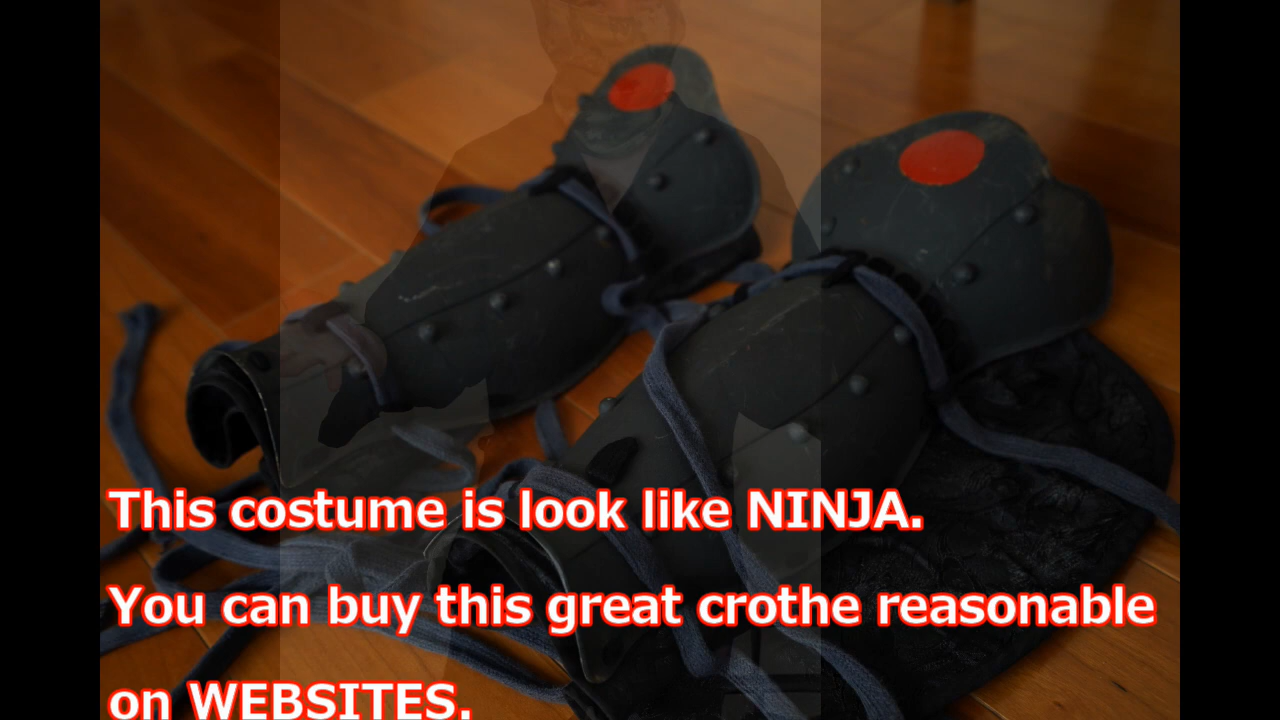 This costume is look like NINJA.
You can buy this great crothe reasonable
on WEBSITES.